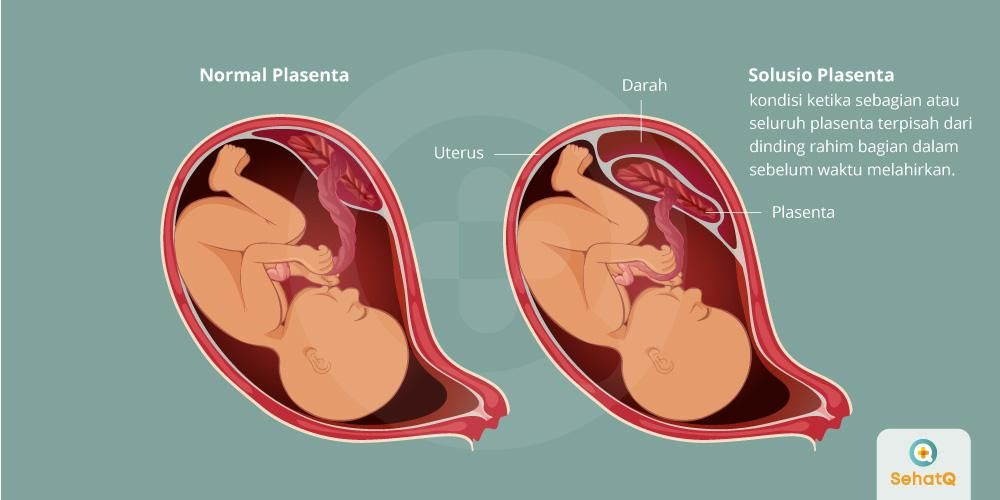 Normal Plasenta
Darah
Uterus
Solusio Plasenta
kondisi ketika sebagian atau
seluruh plasenta terpisah dari
dinding rahim bagian dalam
sebelum waktu melahirkan.
Plasenta
SehatQ